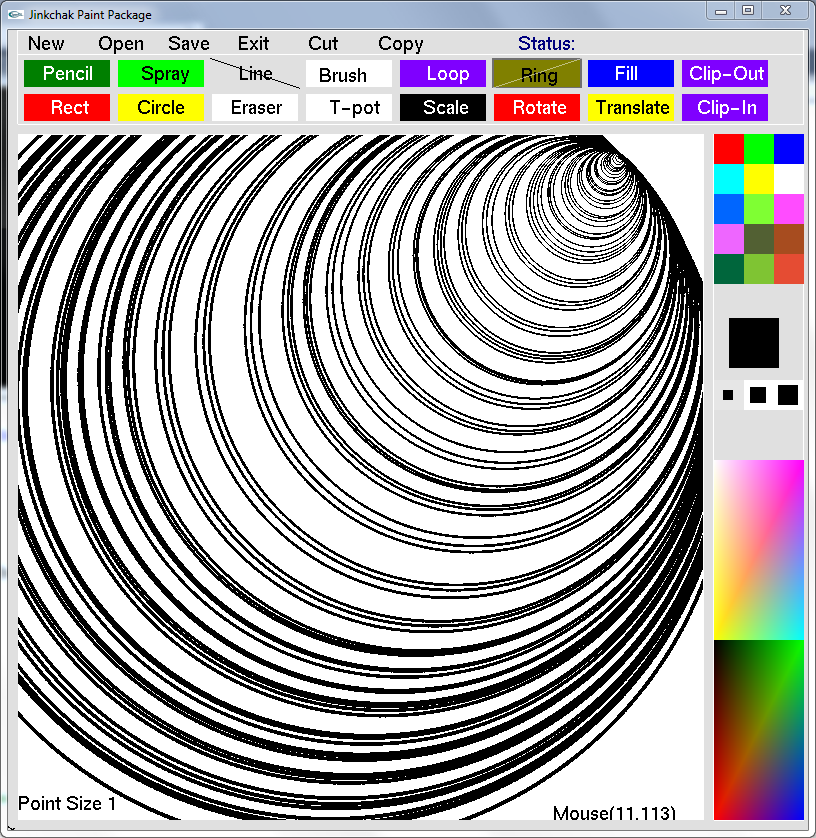 Jinkchak Paint Package
New Open Save Exit Cut Copy Status:
Pencil Spray Line Brush Loop Ring Fill Clip-Out
Rect Circle Eraser T-pot Scale Rotate Translate Clip-In
Point Size 1
Mouse(11,113)